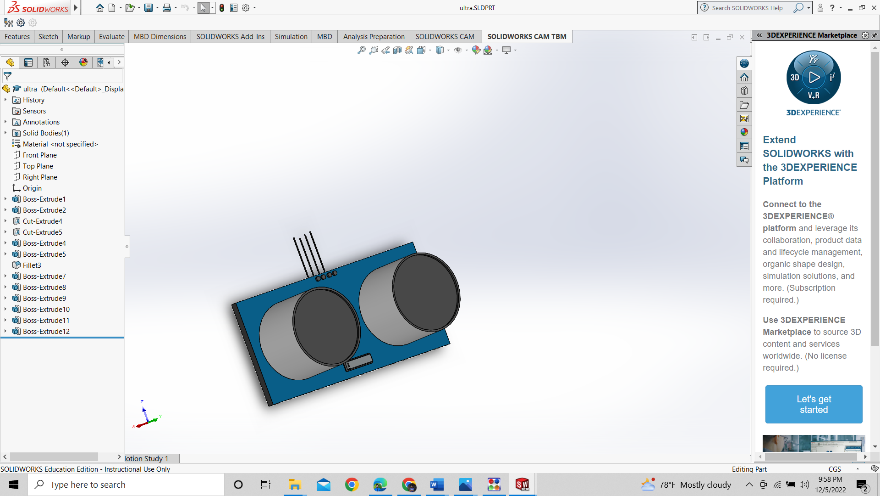 SOLIDWORKS
ultra.SLDPRT
Search SOLIDWORKS Help
Features Sketch Markup Evaluate MBD Dimensions SOLIDWORKS Add-Ins Simulation MBD Analysis Preparation SOLIDWORKS CAM SOLIDWORKS CAM TBM
3DEXPERIENCE Marketplace
ultra (Default<<Default>_Displa
History
Sensors
Annotations
Solid Bodies(1)
Material <not specified>
Front Plane
Top Plane
Right Plane
Origin
Boss-Extrude1
Boss-Extrude2
Cut-Extrude4
Cut-Extrude5
Boss-Extrude4
Boss-Extrude5
Fillet3
Boss-Extrude7
Boss-Extrude8
Boss-Extrude9
Boss-Extrude10
Boss-Extrude11
Boss-Extrude12
3D
V.R
3DEXPERIENCE
Extend
SOLIDWORKS with
the 3DEXPERIENCE
Platform
Connect to the
3DEXPERIENCE®
platform and leverage its
collaboration, product data
and lifecycle management,
organic shape design,
simulation solutions, and
more. (Subscription
required.)
Use 3DEXPERIENCE
Marketplace to source 3D
content and services
worldwide. (No license
required.)
Let's get
started
otion Study 1
SOLIDWORKS Education Edition - Instructional Use Only
Editing Part
CGS
Type here to search
78°F Mostly cloudy
9:58 PM
12/5/2022
2